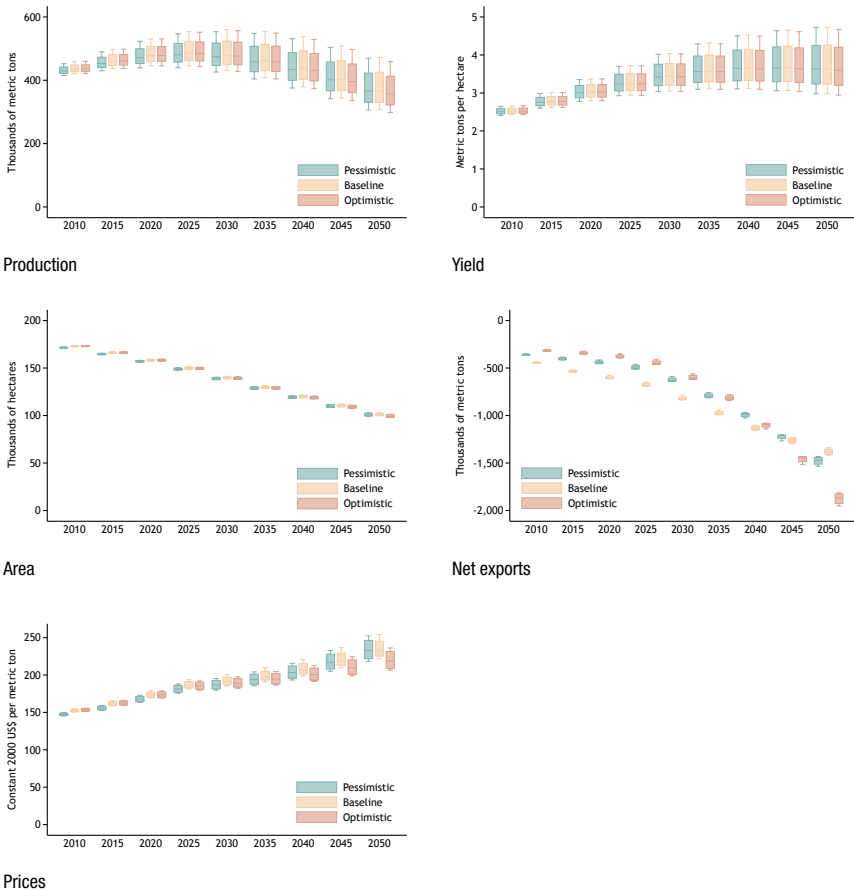 Thousands of metric tons
600
400
200
0
Pessimistic
Baseline
Optimistic
2010 2015 2020 2025 2030 2035 2040 2045 2050
Production
Metric tons per hectare
5
4
3
2
1
0
Pessimistic
Baseline
Optimistic
2010 2015 2020 2025 2030 2035 2040 2045 2050
Yield
Thousands of hectares
200
150
100
50
0
Pessimistic
Baseline
Optimistic
2010 2015 2020 2025 2030 2035 2040 2045 2050
Area
Thousands of metric tons
0
-500
-1,000
-1,500
-2,000
Pessimistic
Baseline
Optimistic
2010 2015 2020 2025 2030 2035 2040 2045 2050
Net exports
Constant 2000 US$ per metric ton
250
200
150
100
50
0
Pessimistic
Baseline
Optimistic
2010 2015 2020 2025 2030 2035 2040 2045 2050
Prices